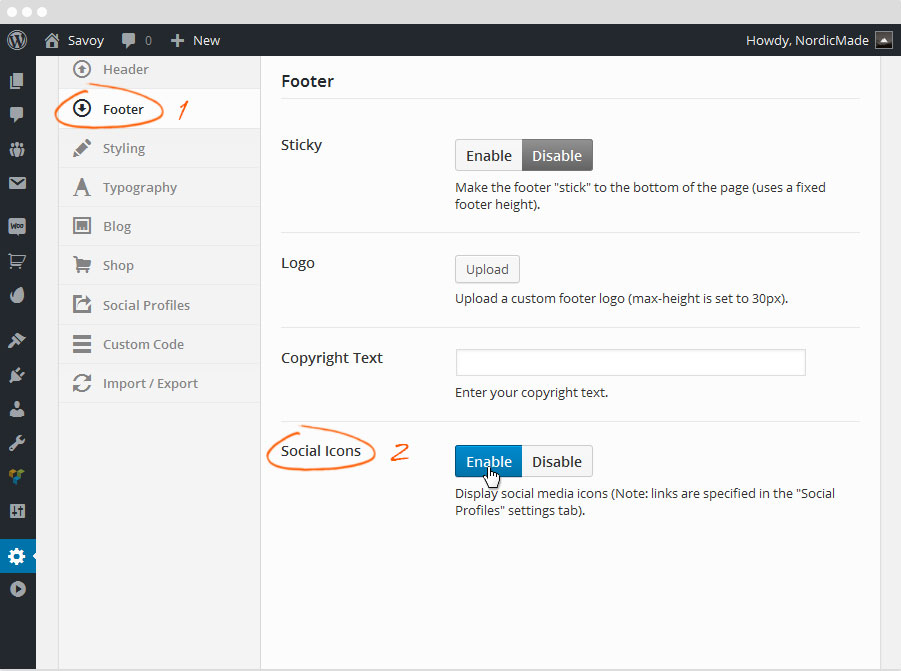 Savoy 0 New Howdy, NordicMade
Header
Footer 1
Styling
Typography
Blog
Shop
Social Profiles
Custom Code
Import / Export
Woo
Footer
Sticky
Enable Disable
Make the footer "stick" to the bottom of the page (uses a fixed
footer height).
Logo
Upload
Upload a custom footer logo (max-height is set to 30px).
Copyright Text
Enter your copyright text.
Social Icons 2
Enable Disable
Display social media icons (Note: links are specified in the "Social
Profiles" settings tab).